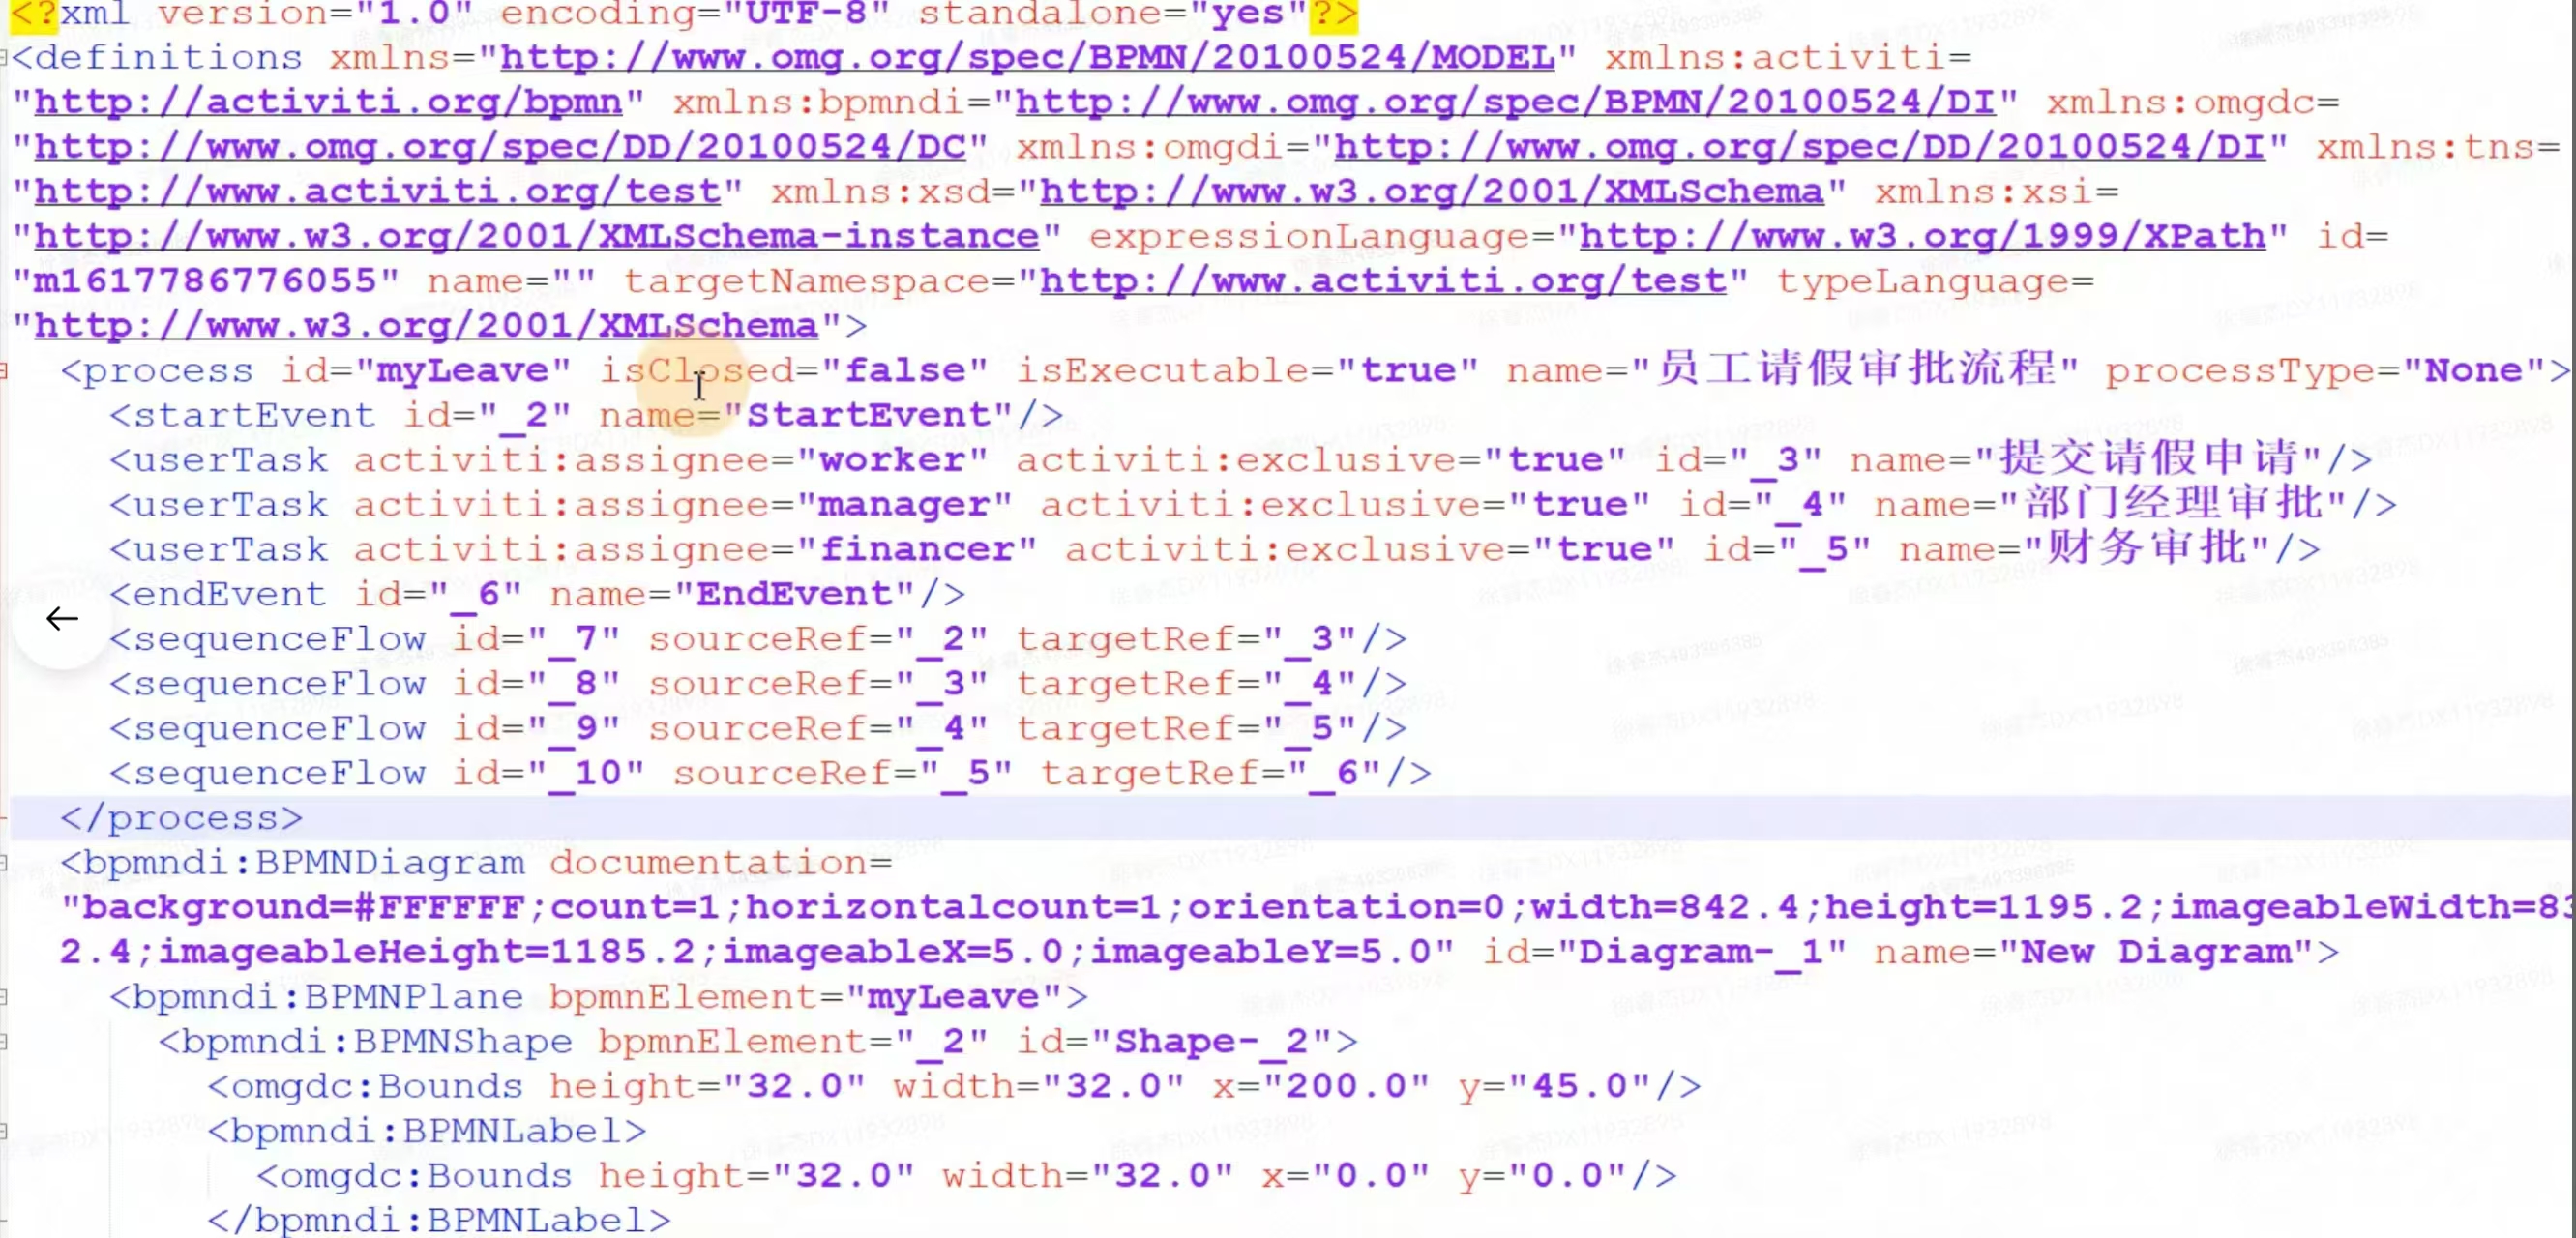 <?xml version="1.0" encoding="UTF-8" standalone="yes"?>
<definitions xmlns="http://www.omg.org/spec/BPMN/20100524/MODEL" xmlns:activiti=
"http://activiti.org/bpmn" xmlns:bpmndi="http://www.omg.org/spec/BPMN/20100524/DI" xmlns:omgdc=
"http://www.omg.org/spec/DD/20100524/DC" xmlns:omgdi="http://www.omg.org/spec/DD/20100524/DI" xmlns:tns=
"http://www.activiti.org/test" xmlns:xsd="http://www.w3.org/2001/XMLSchema" xmlns:xsi=
"http://www.w3.org/2001/XMLSchema-instance" expressionLanguage="http://www.w3.org/1999/XPath" id=
"m1617786776055" name="" targetNamespace="http://www.activiti.org/test" typeLanguage=
"http://www.w3.org/2001/XMLSchema">
<process id="myLeave" isClosed="false" isExecutable="true" name="员工请假审批流程" processType="None">
<startEvent id="_2" name="StartEvent"/>
<userTask activiti:assignee="worker" activiti:exclusive="true" id="_3" name="提交请假申请"/>
<userTask activiti:assignee="manager" activiti:exclusive="true" id="_4" name="部门经理审批"/>
<userTask activiti:assignee="financer" activiti:exclusive="true" id="_5" name="财务审批"/>
<endEvent id="_6" name="EndEvent"/>
<sequenceFlow id="_7" sourceRef="_2" targetRef="_3"/>
<sequenceFlow id="_8" sourceRef="_3" targetRef="_4"/>
<sequenceFlow id="_9" sourceRef="_4" targetRef="_5"/>
<sequenceFlow id="_10" sourceRef="_5" targetRef="_6"/>
</process>
<bpmndi:BPMNDiagram documentation=
"background=#FFFFFF;count=1;horizontalcount=1;orientation=0;width=842.4;height=1195.2;imageableWidth=83
2.4;imageableHeight=1185.2;imageableX=5.0;imageableY=5.0" id="Diagram-_1" name="New Diagram">
<bpmndi:BPMNPlane bpmnElement="myLeave">
<bpmndi:BPMNShape bpmnElement="_2" id="Shape-_2">
<omgdc:Bounds height="32.0" width="32.0" x="200.0" y="45.0"/>
<bpmndi:BPMNLabel>
<omgdc:Bounds height="32.0" width="32.0" x="0.0" y="0.0"/>
</bpmndi:BPMNLabel>